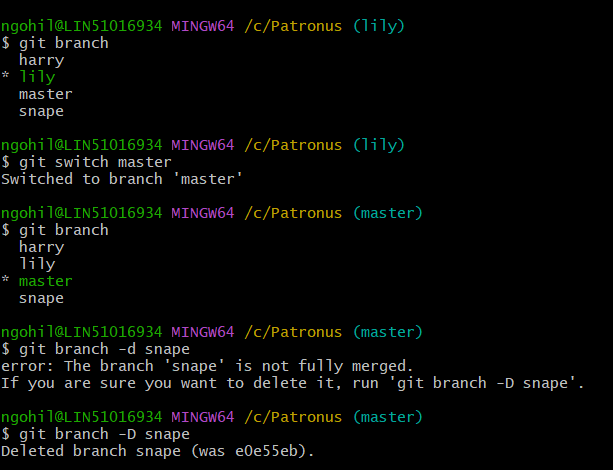 ngohil@LIN51016934 MINGW64 /c/Patronus (lily)
$ git branch
  harry
* lily
  master
  snape

ngohil@LIN51016934 MINGW64 /c/Patronus (lily)
$ git switch master
Switched to branch 'master'

ngohil@LIN51016934 MINGW64 /c/Patronus (master)
$ git branch
  harry
  lily
* master
  snape

ngohil@LIN51016934 MINGW64 /c/Patronus (master)
$ git branch -d snape
error: The branch 'snape' is not fully merged.
If you are sure you want to delete it, run 'git branch -D snape'.

ngohil@LIN51016934 MINGW64 /c/Patronus (master)
$ git branch -D snape
Deleted branch snape (was e0e55eb).